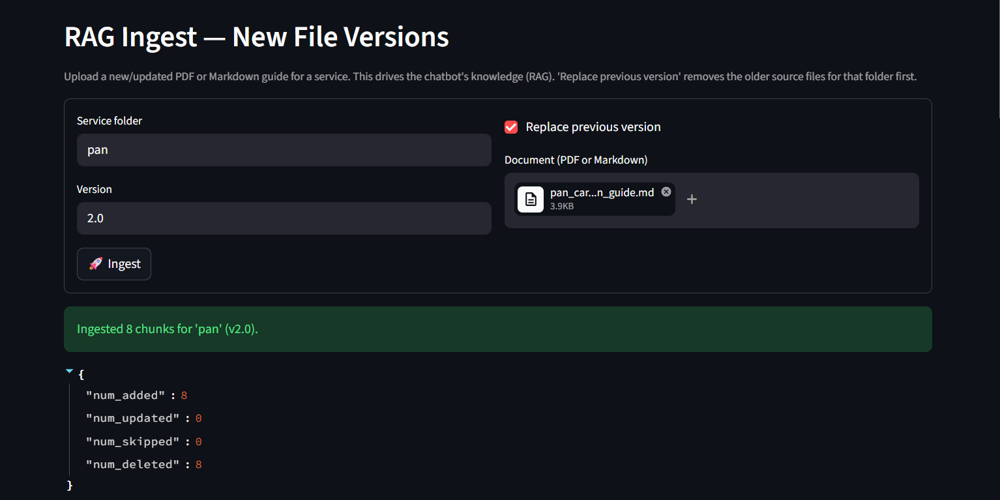 RAG Ingest — New File Versions
Upload a new/updated PDF or Markdown guide for a service. This drives the chatbot's knowledge (RAG). 'Replace previous version' removes the older source files for that folder first.
Service folder
pan
Version
2.0
🚀 Ingest
Replace previous version
Document (PDF or Markdown)
pan_car...n_guide.md
3.9KB
Ingested 8 chunks for 'pan' (v2.0).
{
"num_added" : 8
"num_updated" : 0
"num_skipped" : 0
"num_deleted" : 8
}